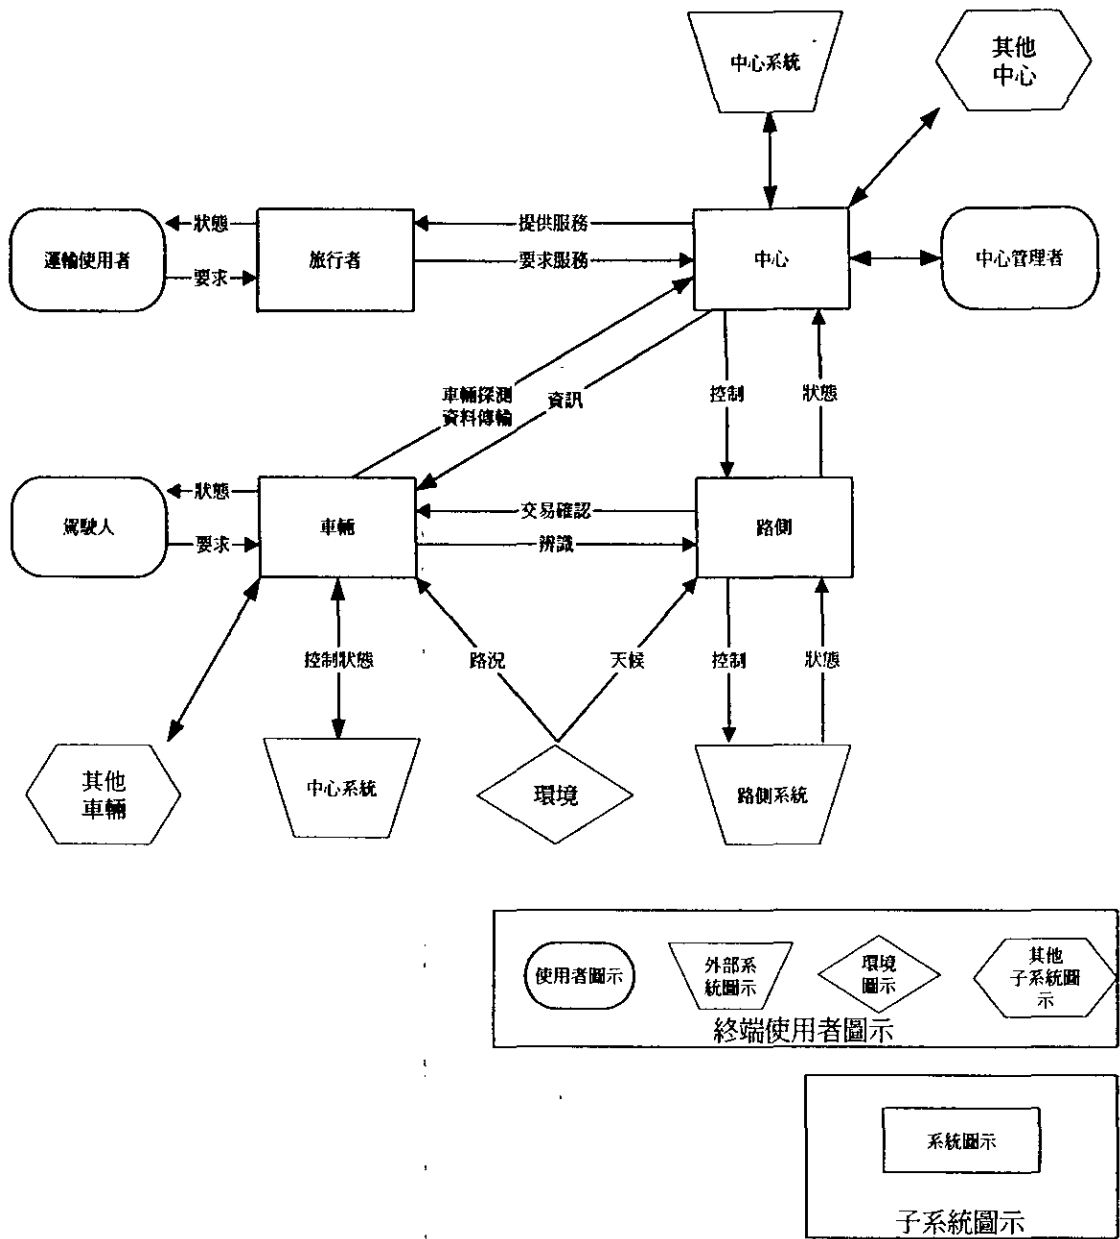 中心系統
其他
中心
狀態
提供服務
運輸使用者
旅行者
中心
中心管理者
要求
要求服務
車輛探測
資料傳輸
資訊
控制
狀態
狀態
交易確認
駕駛人
車輛
路側
要求
辨識
控制狀態
路況
天候
控制
狀態
其他
車輛
中心系統
環境
路側系統
使用者圖示
外部系
統圖示
環境
圖示
其他
子系統圖
示
終端使用者圖示
系統圖示
子系統圖示